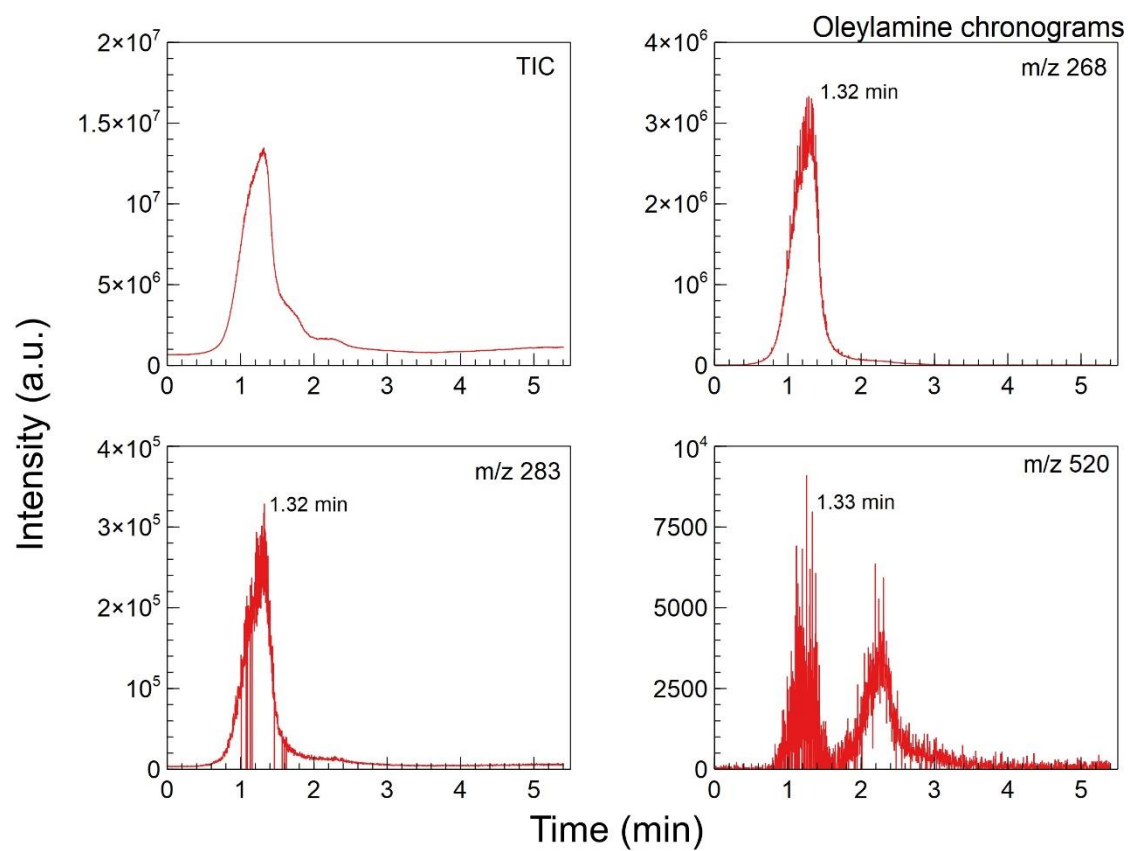 Oleylamine chronograms
Intensity (a.u.)
TIC
2×10⁷
1.5×10⁷
10⁷
5×10⁶
0
0 1 2 3 4 5
m/z 268
1.32 min
4×10⁶
3×10⁶
2×10⁶
10⁶
0
0 1 2 3 4 5
m/z 283
1.32 min
4×10⁵
3×10⁵
2×10⁵
10⁵
0
0 1 2 3 4 5
m/z 520
1.33 min
10⁴
7500
5000
2500
0
0 1 2 3 4 5
Time (min)